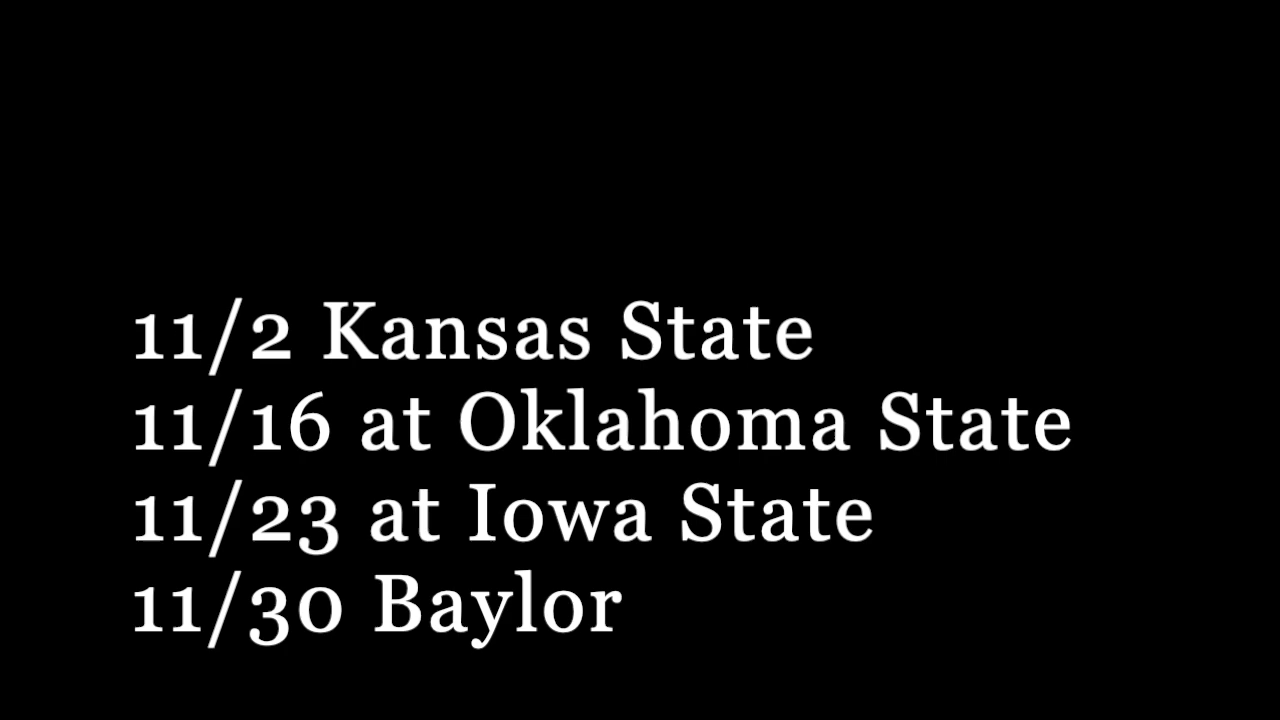 11/2 Kansas State
11/16 at Oklahoma State
11/23 at Iowa State
11/30 Baylor